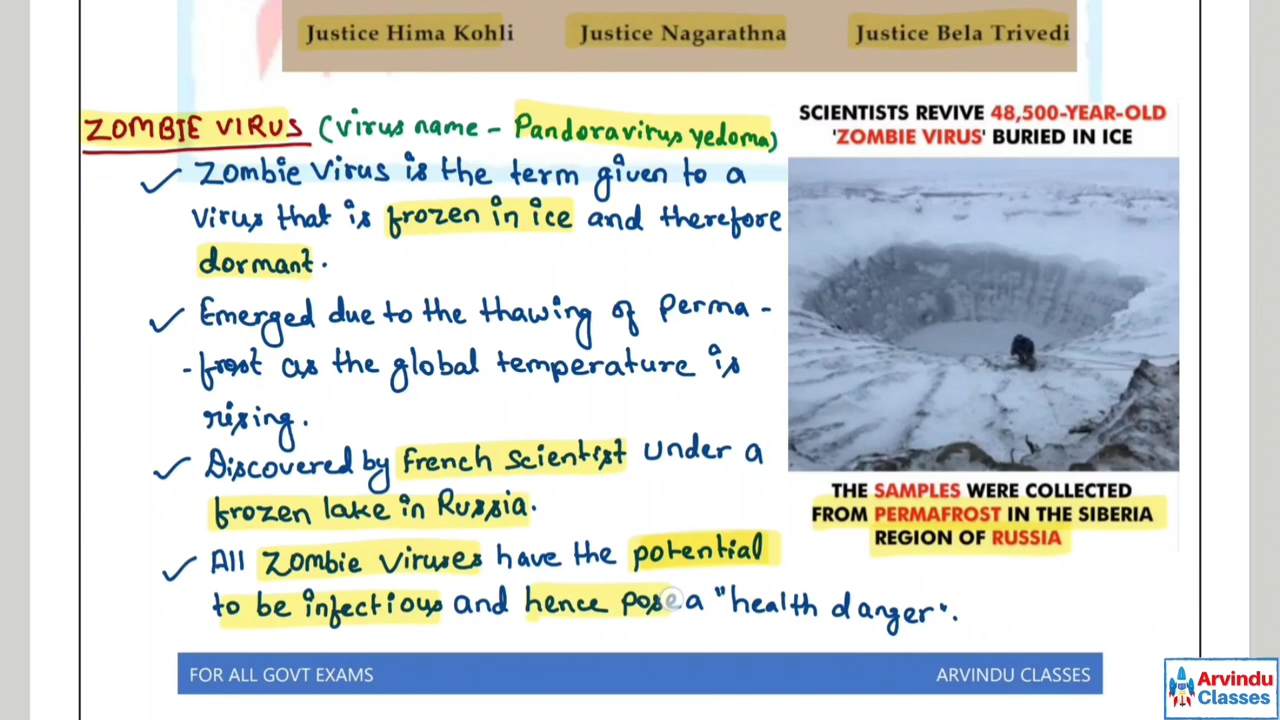 Justice Hima Kohli Justice Nagarathna Justice Bela Trivedi
ZOMBIE VIRUS (virus name - Pandoravirus yedoma)
Zombie Virus is the term given to a
virus that is frozen in ice and therefore
dormant.
Emerged due to the thawing of Perma -
- frost as the global temperature is
rising.
Discovered by French scientist under a
frozen lake in Russia.
All Zombie Viruses have the potential
to be infectious and hence pose a "health danger".
SCIENTISTS REVIVE 48,500-YEAR-OLD
'ZOMBIE VIRUS' BURIED IN ICE
THE SAMPLES WERE COLLECTED
FROM PERMAFROST IN THE SIBERIA
REGION OF RUSSIA
FOR ALL GOVT EXAMS ARVINDU CLASSES
Arvindu
Classes